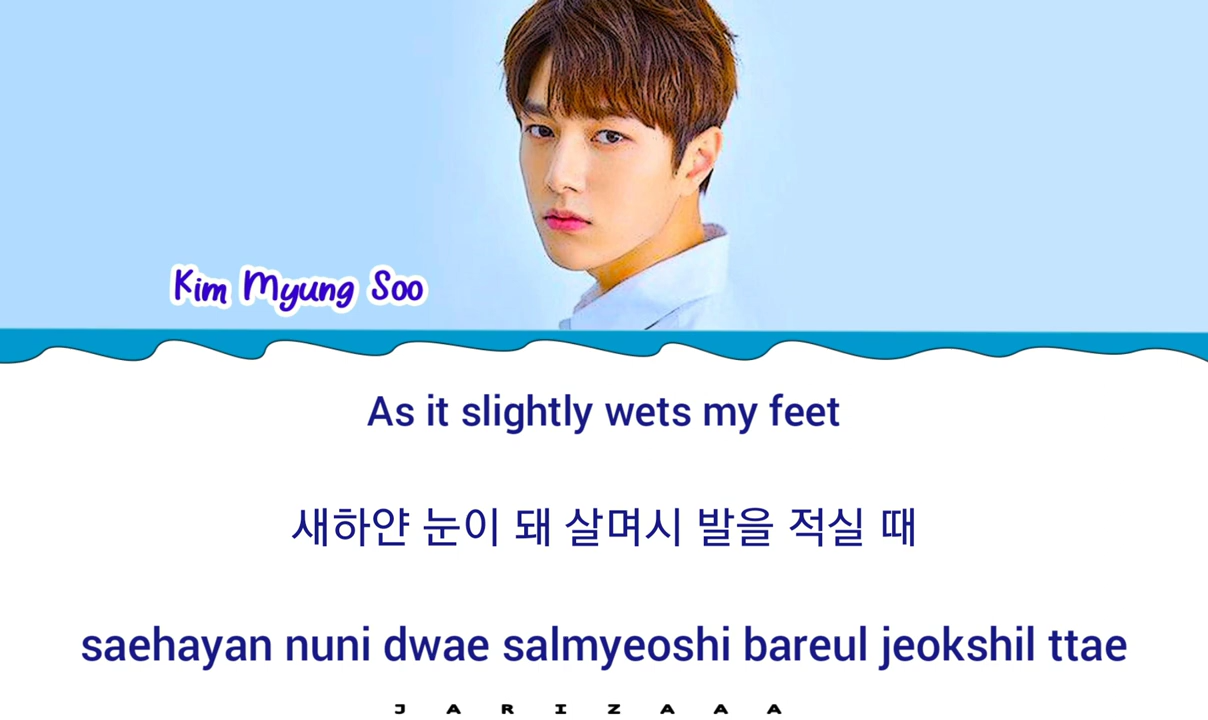 Kim Myung Soo
As it slightly wets my feet
새하얀 눈이 돼 살며시 발을 적실 때
saehayan nuni dwae salmyeoshi bareul jeokshil ttae
JARIZAAA